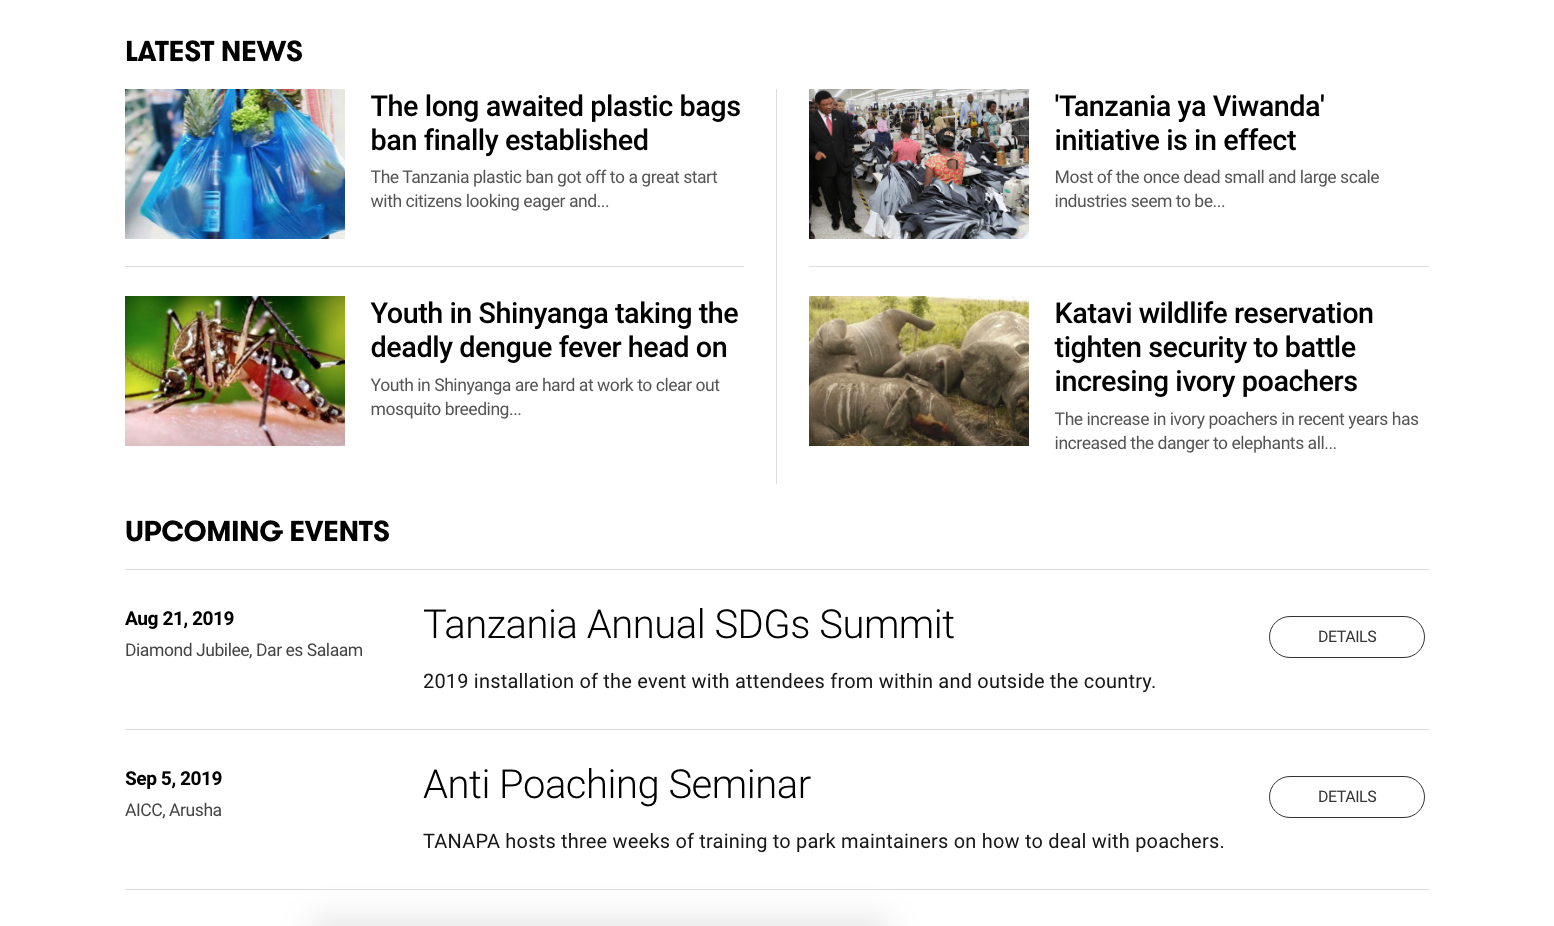 LATEST NEWS
The long awaited plastic bags
ban finally established
The Tanzania plastic ban got off to a great start
with citizens looking eager and...
'Tanzania ya Viwanda'
initiative is in effect
Most of the once dead small and large scale
industries seem to be...
Youth in Shinyanga taking the
deadly dengue fever head on
Youth in Shinyanga are hard at work to clear out
mosquito breeding...
Katavi wildlife reservation
tighten security to battle
incresing ivory poachers
The increase in ivory poachers in recent years has
increased the danger to elephants all...
UPCOMING EVENTS
Aug 21, 2019
Diamond Jubilee, Dar es Salaam
Tanzania Annual SDGs Summit
2019 installation of the event with attendees from within and outside the country.
DETAILS
Sep 5, 2019
AICC, Arusha
Anti Poaching Seminar
TANAPA hosts three weeks of training to park maintainers on how to deal with poachers.
DETAILS